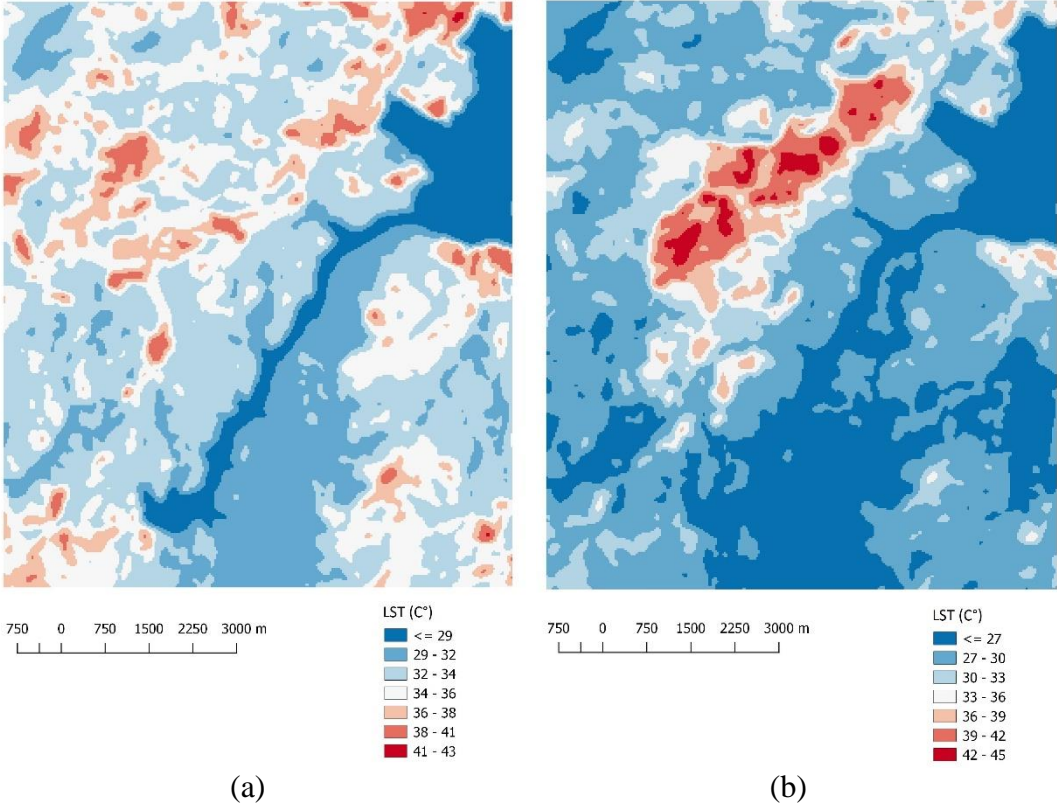 LST (C°)
750 0 750 1500 2250 3000 m
<= 29
29 - 32
32 - 34
34 - 36
36 - 38
38 - 41
41 - 43
(a)
LST (C°)
750 0 750 1500 2250 3000 m
<= 27
27 - 30
30 - 33
33 - 36
36 - 39
39 - 42
42 - 45
(b)